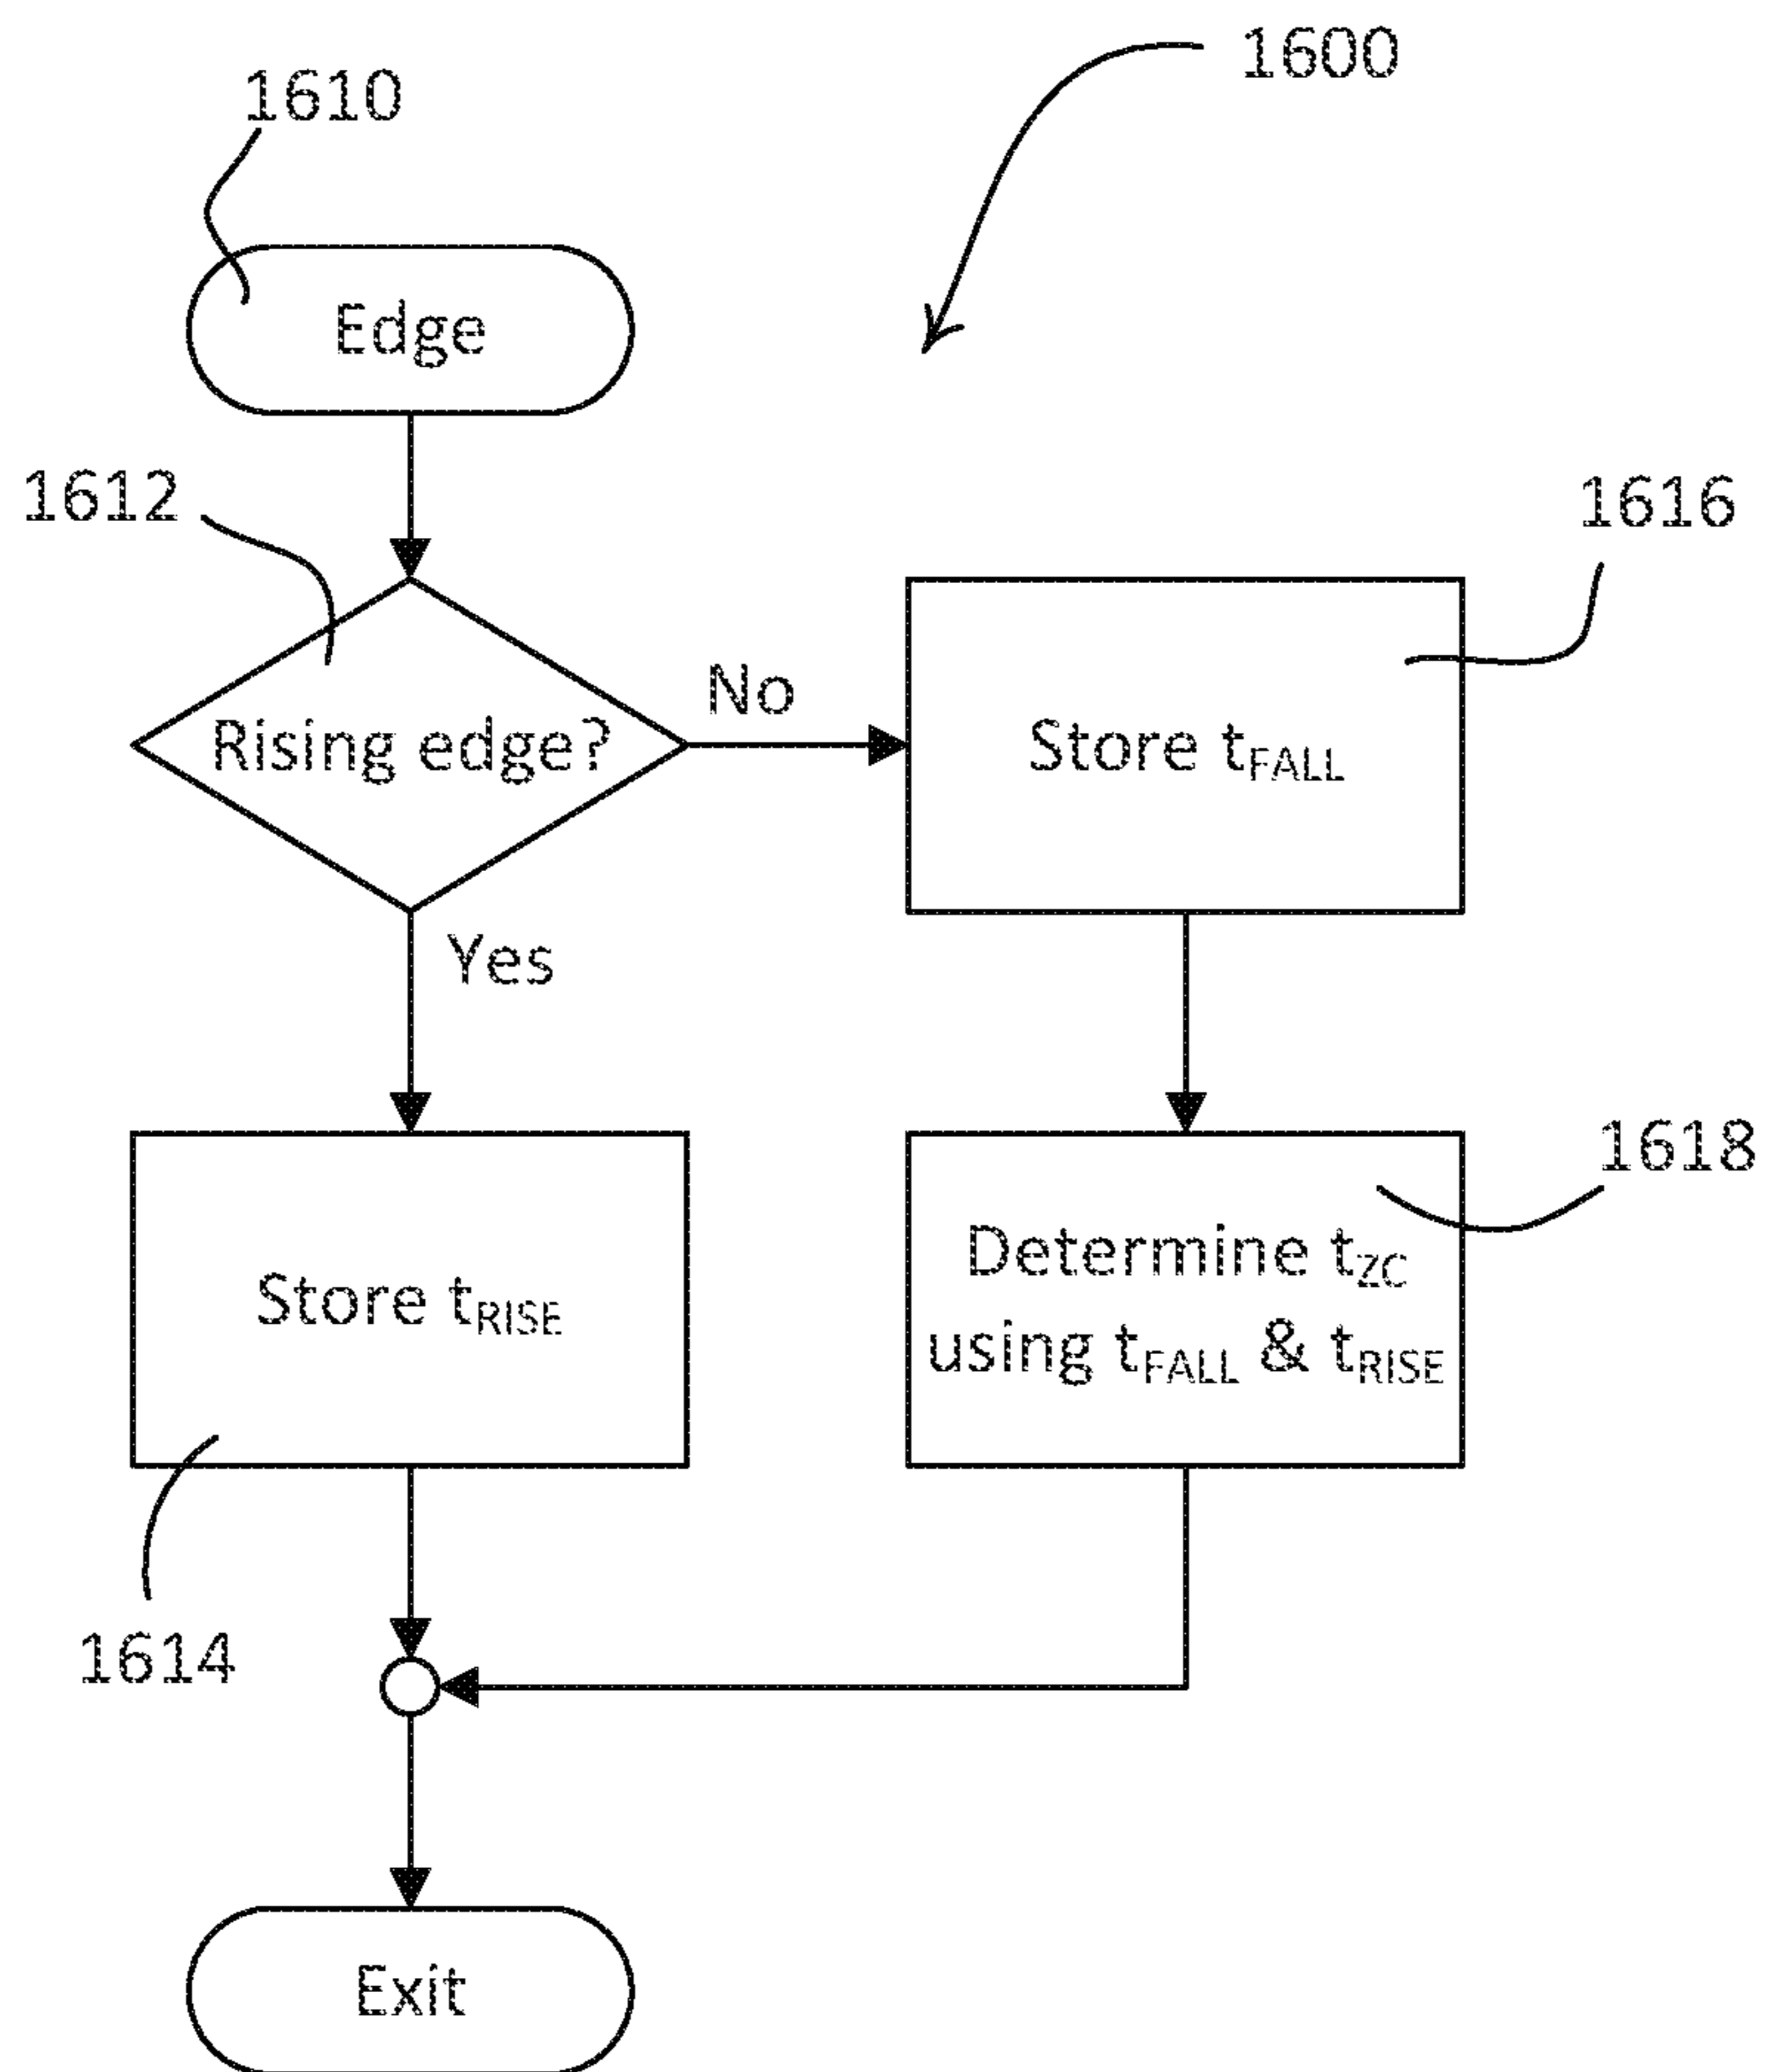 1600
1610
Edge
1612
1616
Rising edge?
No
Store tFALL
Yes
1618
Store tRISE
Determine tZC
using tFALL & tRISE
1614
Exit